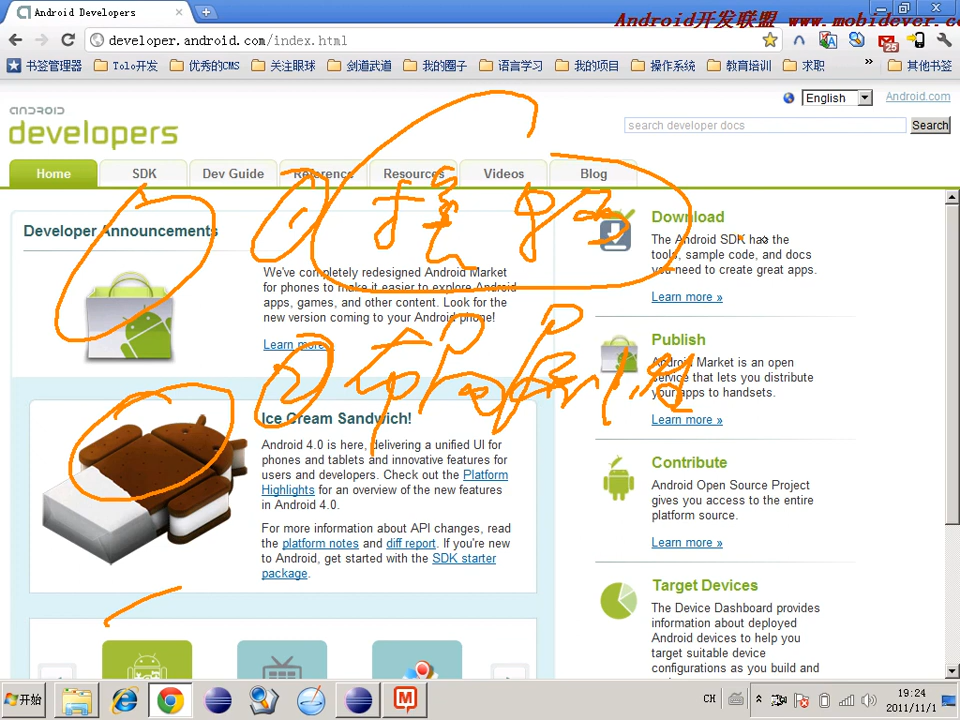 Android Developers
Android开发联盟 www.mobidever.co
developer.android.com/index.html
25
书签管理器 Tolo开发 优秀的CMS 关注眼球 剑道武道 我的圈子 语言学习 我的项目 操作系统 教育培训 求职 » 其他书签
English Android.com
android
developers
search developer docs Search
Home SDK Dev Guide Reference Resources Videos Blog
Developer Announcements
We've completely redesigned Android Market
for phones to make it easier to explore Android
apps, games, and other content. Look for the
new version coming to your Android phone!
Learn more
Ice Cream Sandwich!
Android 4.0 is here, delivering a unified UI for
phones and tablets and innovative features for
users and developers. Check out the Platform
Highlights for an overview of the new features
in Android 4.0.
For more information about API changes, read
the platform notes and diff report. If you're new
to Android, get started with the SDK starter
package.
Download
The Android SDK has the
tools, sample code, and docs
you need to create great apps.
Learn more »
Publish
Android Market is an open
service that lets you distribute
your apps to handsets.
Learn more »
Contribute
Android Open Source Project
gives you access to the entire
platform source.
Learn more »
Target Devices
The Device Dashboard provides
information about deployed
Android devices to help you
target suitable device
configurations as you build and
①
②
开始
CH
19:24
2011/11/1